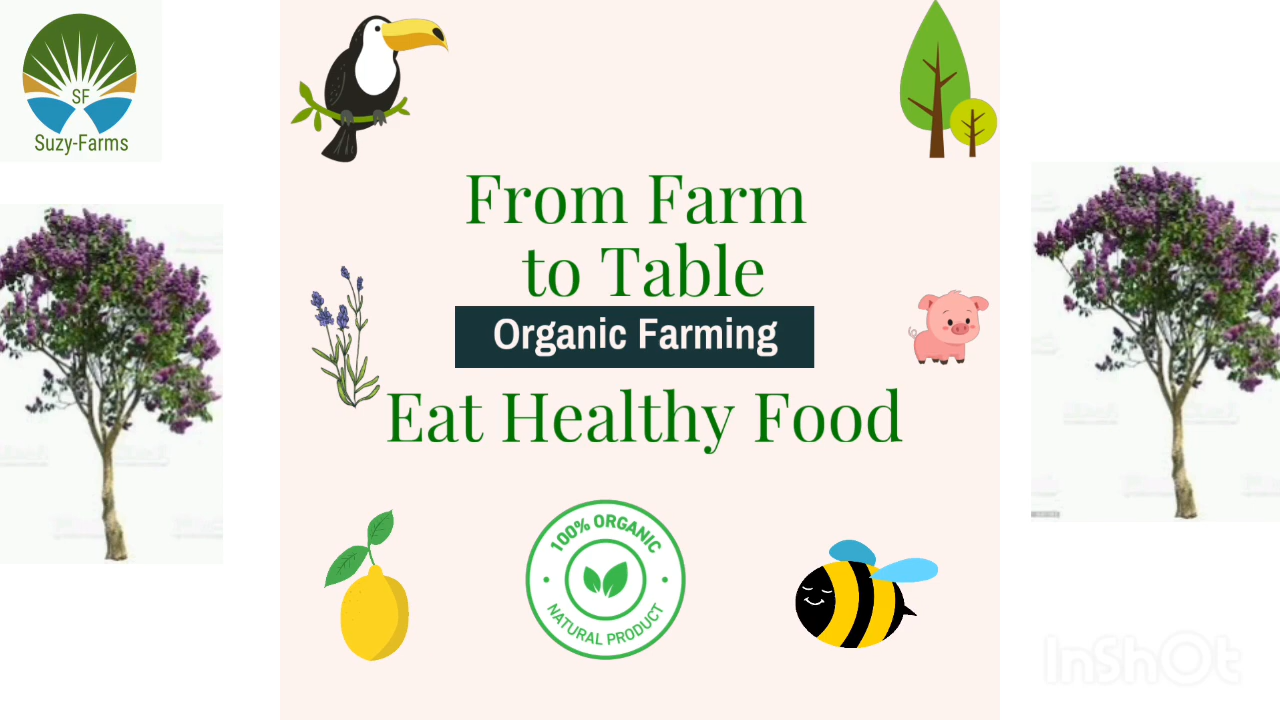 SF
Suzy-Farms
From Farm
to Table
Organic Farming
Eat Healthy Food
100% ORGANIC
NATURAL PRODUCT
InShOt